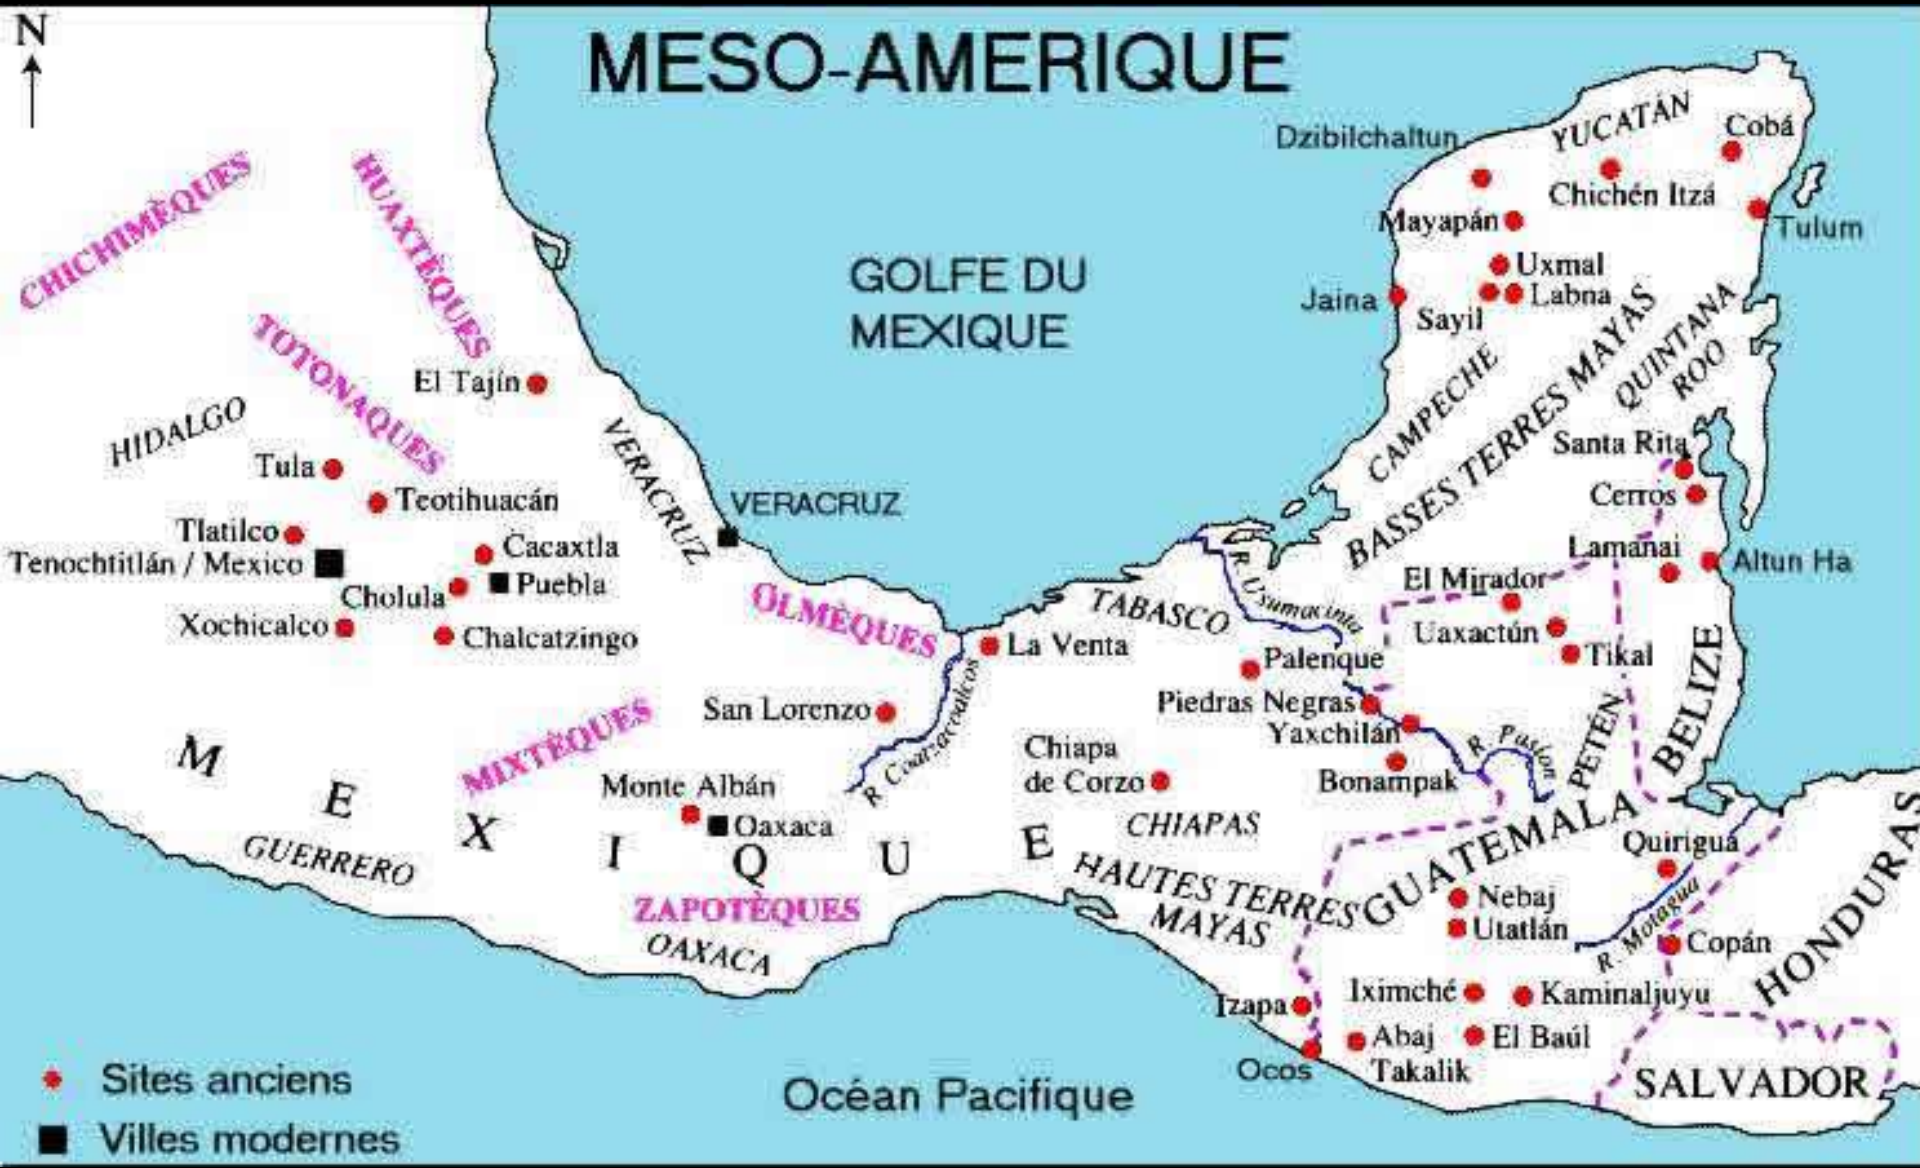 N
MESO-AMERIQUE
CHICHIMÈQUES
HUAXTÈQUES
TOTONAQUES
HIDALGO
El Tajín
Tula
Teotihuacán
Tlatilco
Tenochtitlán / Mexico
Cacaxtla
Puebla
Cholula
Xochicalco
Chalcatzingo
VERACRUZ
VERACRUZ
GOLFE DU
MEXIQUE
OLMÈQUES
La Venta
San Lorenzo
R Coatzacoalcos
MIXTÈQUES
Monte Albán
Oaxaca
MEXIQUE
GUERRERO
ZAPOTÈQUES
OAXACA
Dzibilchaltun
YUCATÁN
Cobá
Chichén Itzá
Mayapán
Tulum
Uxmal
Labna
Jaina
Sayil
CAMPECHE
BASSES TERRES MAYAS
QUINTANA
ROO
Santa Rita
Cerros
Lamanai
Altun Ha
El Mirador
Uaxactún
Tikal
TABASCO
R Usumacinta
Palenque
Piedras Negras
Yaxchilán
Bonampak
R. Pasion
PETÉN
BELIZE
Chiapa
de Corzo
CHIAPAS
HAUTES TERRES
MAYAS
GUATEMALA
Quirigua
Nebaj
Utatlán
R. Motagua
Copán
HONDURAS
Izapa
Iximché
Kaminaljuyu
Ocos
Abaj
Takalik
El Baúl
SALVADOR
Océan Pacifique
Sites anciens
Villes modernes